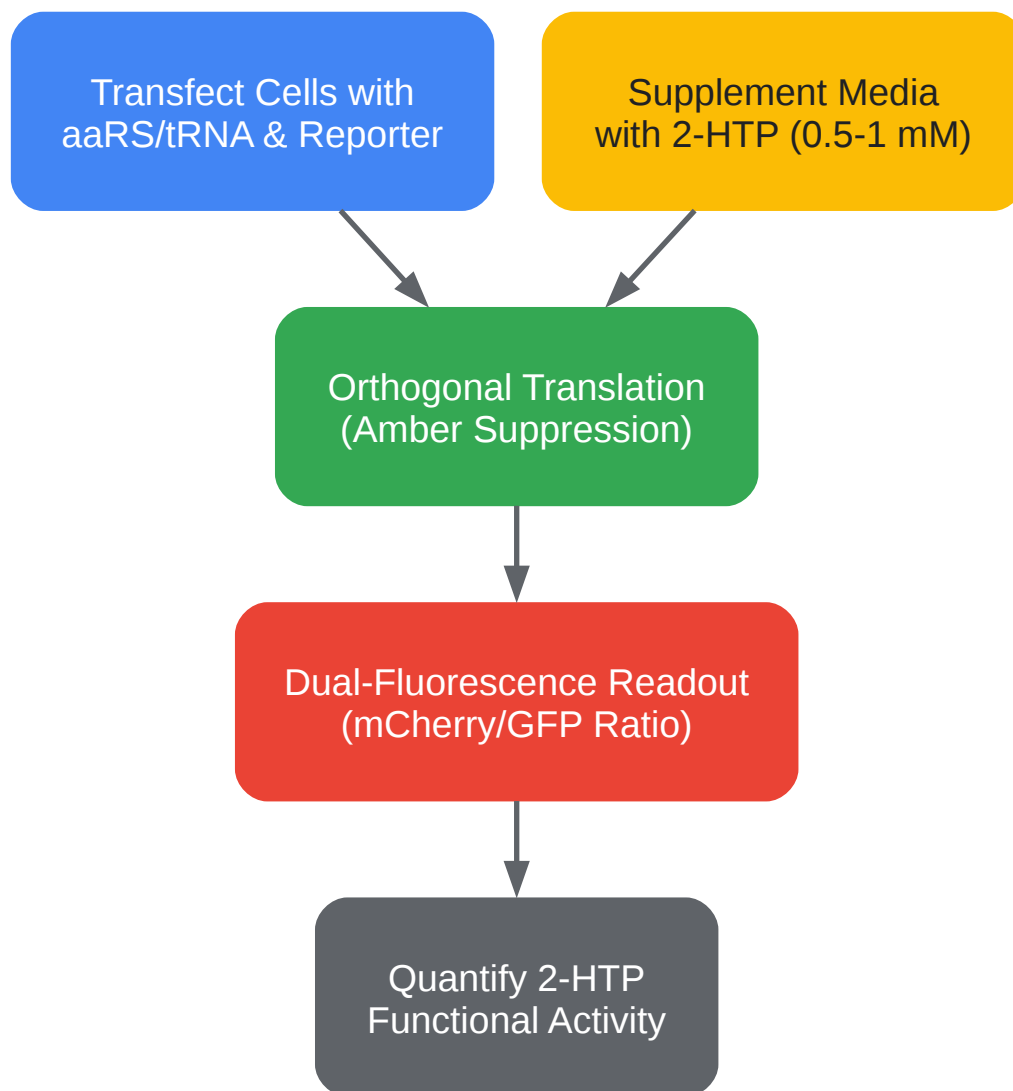 Transfect Cells with
aaRS/tRNA & Reporter
Supplement Media
with 2-HTP (0.5-1 mM)
Orthogonal Translation
(Amber Suppression)
Dual-Fluorescence Readout
(mCherry/GFP Ratio)
Quantify 2-HTP
Functional Activity